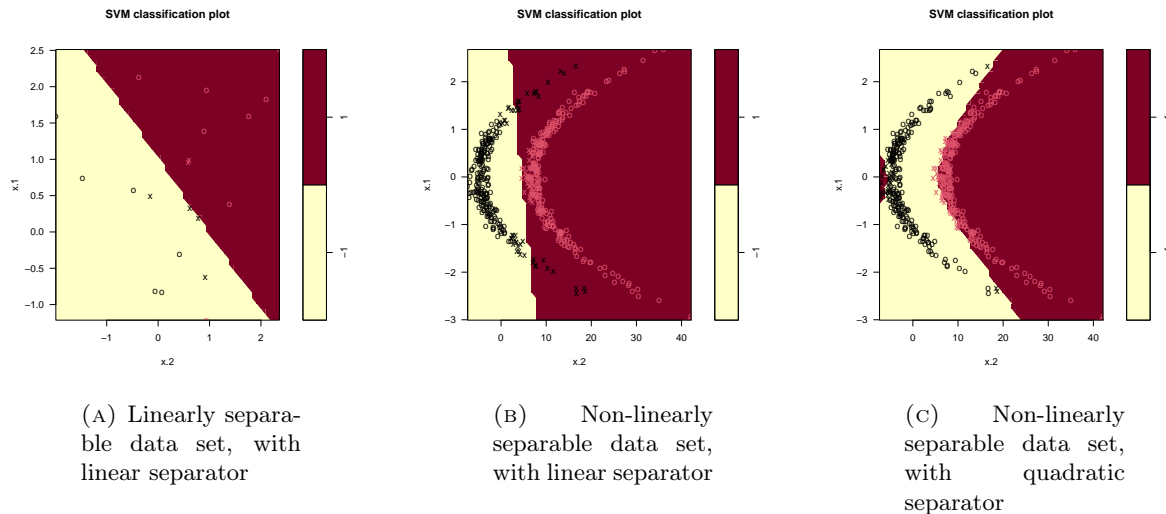 SVM classification plot
2.5
2.0
1.5
1.0
0.5
0.0
−0.5
−1.0
x.1
−1
0
1
2
x.2
1
−1
(A) Linearly separa-
ble data set, with
linear separator
SVM classification plot
2
1
0
−1
−2
−3
x.1
0
10
20
30
40
x.2
1
−1
(B) Non-linearly
separable data set,
with linear separator
SVM classification plot
2
1
0
−1
−2
−3
x.1
0
10
20
30
40
x.2
1
−1
(C) Non-linearly
separable data set,
with quadratic
separator